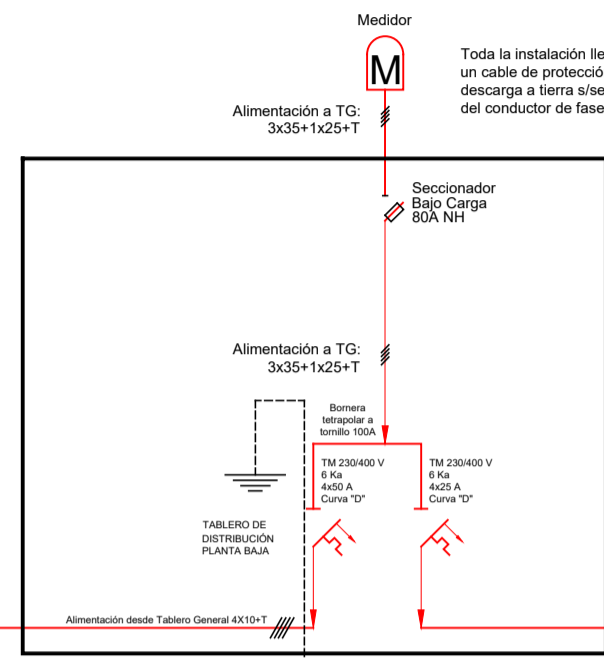 Medidor
M
Toda la instalación lle
un cable de protecció
descarga a tierra s/se
del conductor de fase
Alimentación a TG:
3x35+1x25+T
Seccionador
Bajo Carga
80A NH
Alimentación a TG:
3x35+1x25+T
Bornera
tetrapolar a
tornillo 100A
TM 230/400 V
6 Ka
4x50 A
Curva "D"
TM 230/400 V
6 Ka
4x25 A
Curva "D"
TABLERO DE
DISTRIBUCIÓN
PLANTA BAJA
Alimentación desde Tablero General 4X10+T